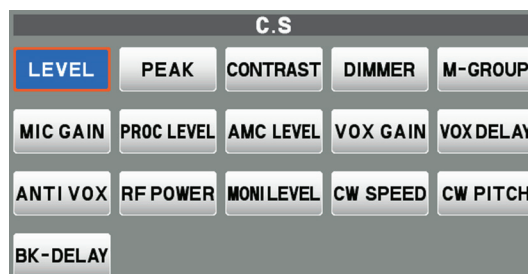 C.S
LEVEL PEAK CONTRAST DIMMER M-GROUP
MIC GAIN PROC LEVEL AMC LEVEL VOX GAIN VOX DELAY
ANTI VOX RF POWER MONI LEVEL CW SPEED CW PITCH
BK-DELAY